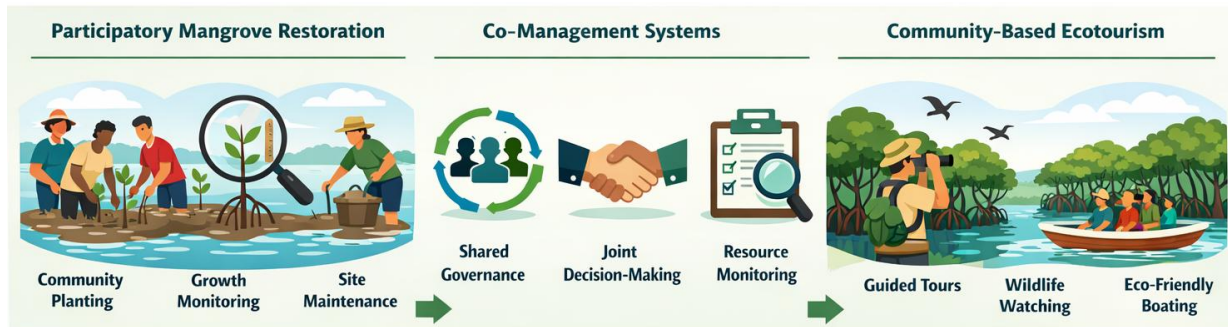 Participatory Mangrove Restoration
Community
Planting
Growth
Monitoring
Site
Maintenance
Co-Management Systems
Shared
Governance
Joint
Decision-Making
Resource
Monitoring
Community-Based Ecotourism
Guided Tours
Wildlife
Watching
Eco-Friendly
Boating